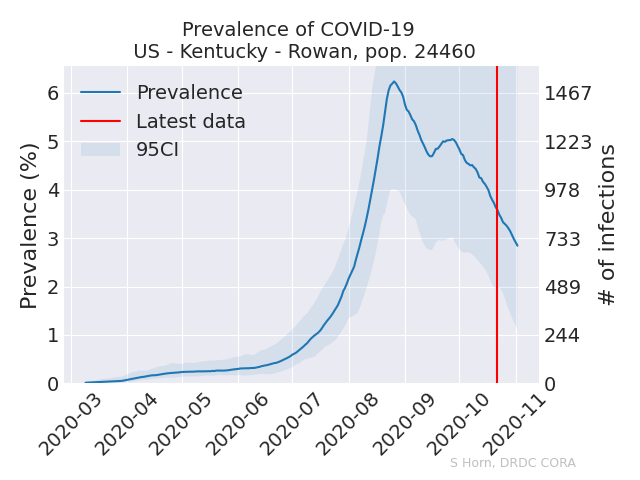 Prevalence of COVID-19
US - Kentucky - Rowan, pop. 24460
Prevalence
Latest data
95CI
Prevalence (%)
6
5
4
3
2
1
0
1467
1223
978
733
489
244
0
# of infections
2020-03
2020-04
2020-05
2020-06
2020-07
2020-08
2020-09
2020-10
2020-11
S Horn, DRDC CORA